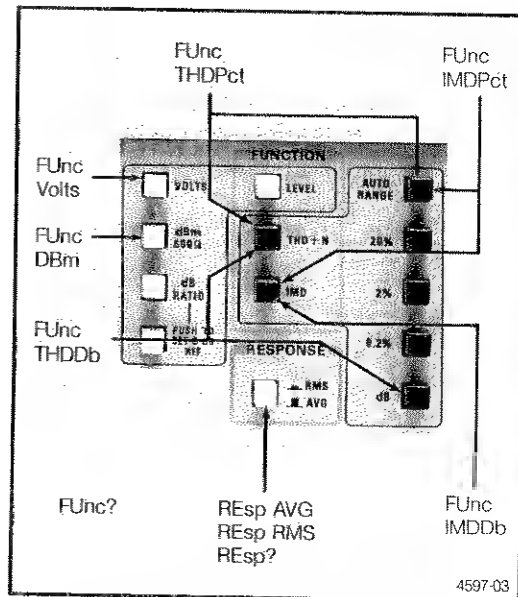 FUnc
THDPct
FUnc
IMDPct
FUNCTION
FUnc
Volts
VOLTS
LEVEL
AUTO
RANGE
FUnc
DBm
dBm
600Ω
THD + N
20%
dB
RATIO
IMD
2%
FUnc
THDDb
PUSH TO
RESPONSE
0.2%
RMS
AVG
dB
FUnc?
REsp AVG
REsp RMS
REsp?
FUnc
IMDDb
4597-03